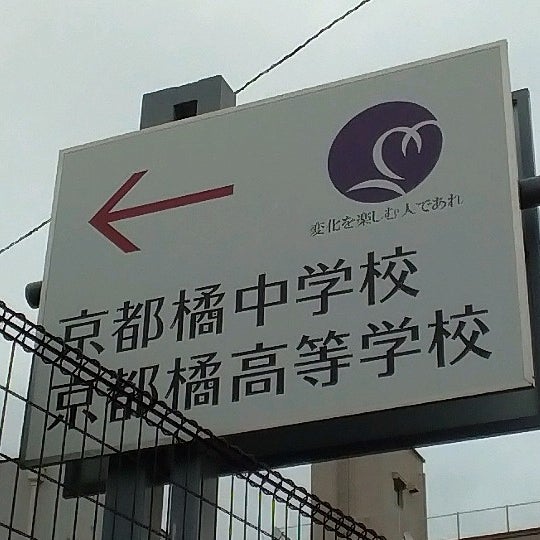 変化を楽しむ人であれ
京都橘中学校
京都橘高等学校